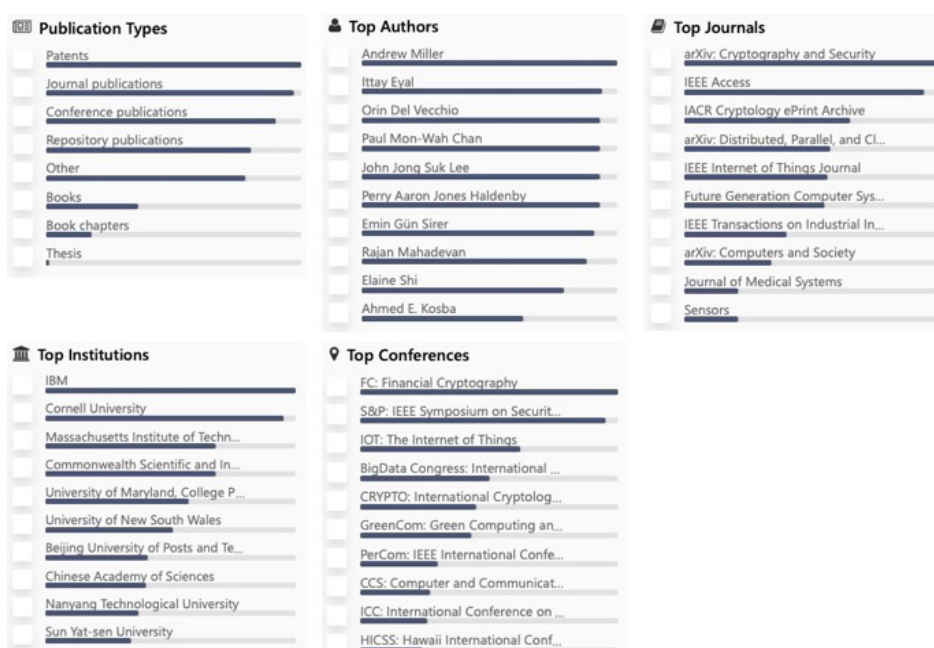 Publication Types
Patents
Journal publications
Conference publications
Repository publications
Other
Books
Book chapters
Thesis
Top Authors
Andrew Miller
Ittay Eyal
Orin Del Vecchio
Paul Mon-Wah Chan
John Jong Suk Lee
Perry Aaron Jones Haldenby
Emin Gün Sirer
Rajan Mahadevan
Elaine Shi
Ahmed E. Kosba
Top Journals
arXiv: Cryptography and Security
IEEE Access
IACR Cryptology ePrint Archive
arXiv: Distributed, Parallel, and Cl...
IEEE Internet of Things Journal
Future Generation Computer Sys...
IEEE Transactions on Industrial In...
arXiv: Computers and Society
Journal of Medical Systems
Sensors
Top Institutions
IBM
Cornell University
Massachusetts Institute of Techn...
Commonwealth Scientific and In...
University of Maryland, College P...
University of New South Wales
Beijing University of Posts and Te...
Chinese Academy of Sciences
Nanyang Technological University
Sun Yat-sen University
Top Conferences
FC: Financial Cryptography
S&P: IEEE Symposium on Securit...
IOT: The Internet of Things
BigData Congress: International ...
CRYPTO: International Cryptolog...
GreenCom: Green Computing an...
PerCom: IEEE International Confe...
CCS: Computer and Communicat...
ICC: International Conference on ...
HICSS: Hawaii International Conf...